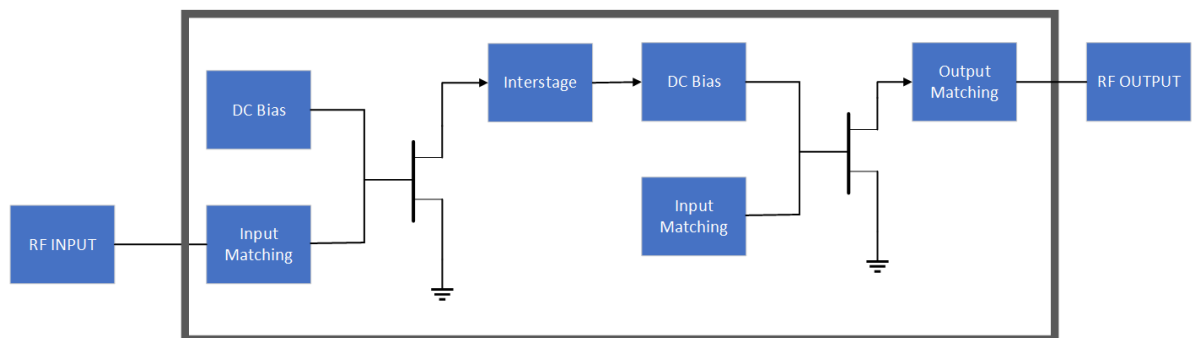 Interstage
DC Bias
Output
Matching
RF OUTPUT
DC Bias
Input
Matching
RF INPUT
Input
Matching